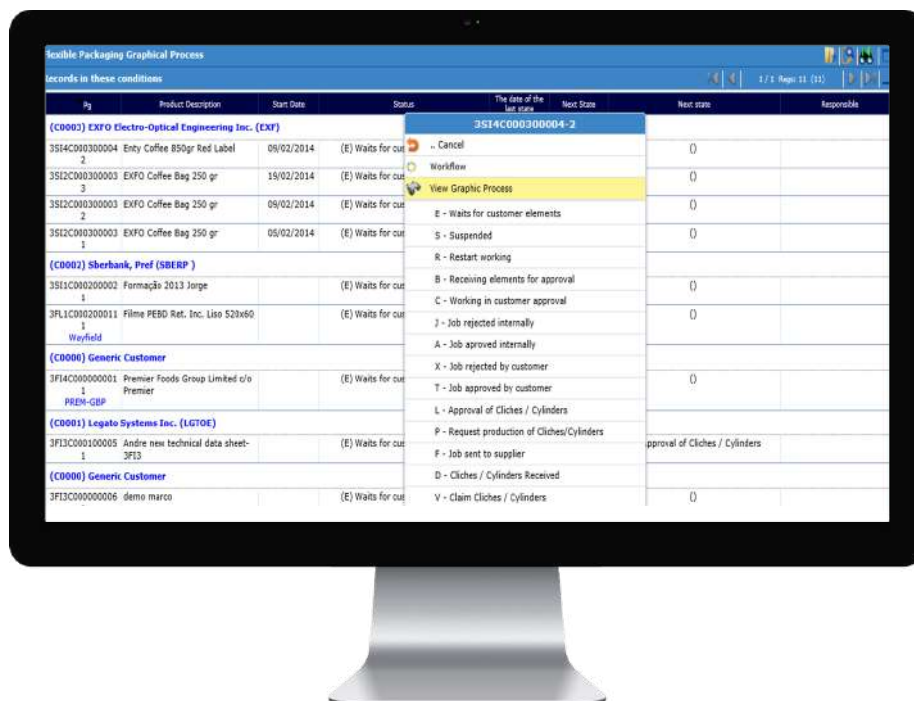 Flexible Packaging Graphical Process
Records in these conditions
1/1 Regs: 11 (11)
Pg Product Description Start Date Status The date of the last state Next State Next state Responsible
(C0003) EXFO Electro-Optical Engineering Inc. (EXF)
3SI4C000300004 Enty Coffee 850gr Red Label 09/02/2014 (E) Waits for cus ()
2
3SI2C000300003 EXFO Coffee Bag 250 gr 19/02/2014 (E) Waits for cus ()
3
3SI2C000300003 EXFO Coffee Bag 250 gr 09/02/2014 (E) Waits for cus ()
2
3SI2C000300003 EXFO Coffee Bag 250 gr 05/02/2014 (E) Waits for cus ()
1
(C0002) Sberbank, Pref (SBERP )
3SI1C000200002 Formação 2013 Jorge (E) Waits for cus ()
1
3FL1C000200011 Filme PEBD Ret. Inc. Liso 520x60 (E) Waits for cus ()
1
Wayfield
(C0000) Generic Customer
3FI4C000000001 Premier Foods Group Limited c/o (E) Waits for cus ()
1 Premier
PREM-GBP
(C0001) Legato Systems Inc. (LGTOE)
3FI3C000100005 Andre new technical data sheet- (E) Waits for cus pproval of Cliches / Cylinders
1 3FI3
(C0000) Generic Customer
3FI3C000000006 demo marco (E) Waits for cus ()
3SI4C000300004-2
.. Cancel
Workflow
View Graphic Process
E - Waits for customer elements
S - Suspended
R - Restart working
B - Receiving elements for approval
C - Working in customer approval
J - Job rejected internally
A - Job aproved internally
X - Job rejected by customer
T - Job approved by customer
L - Approval of Cliches / Cylinders
P - Request production of Cliches/Cylinders
F - Job sent to supplier
D - Cliches / Cylinders Received
V - Claim Cliches / Cylinders